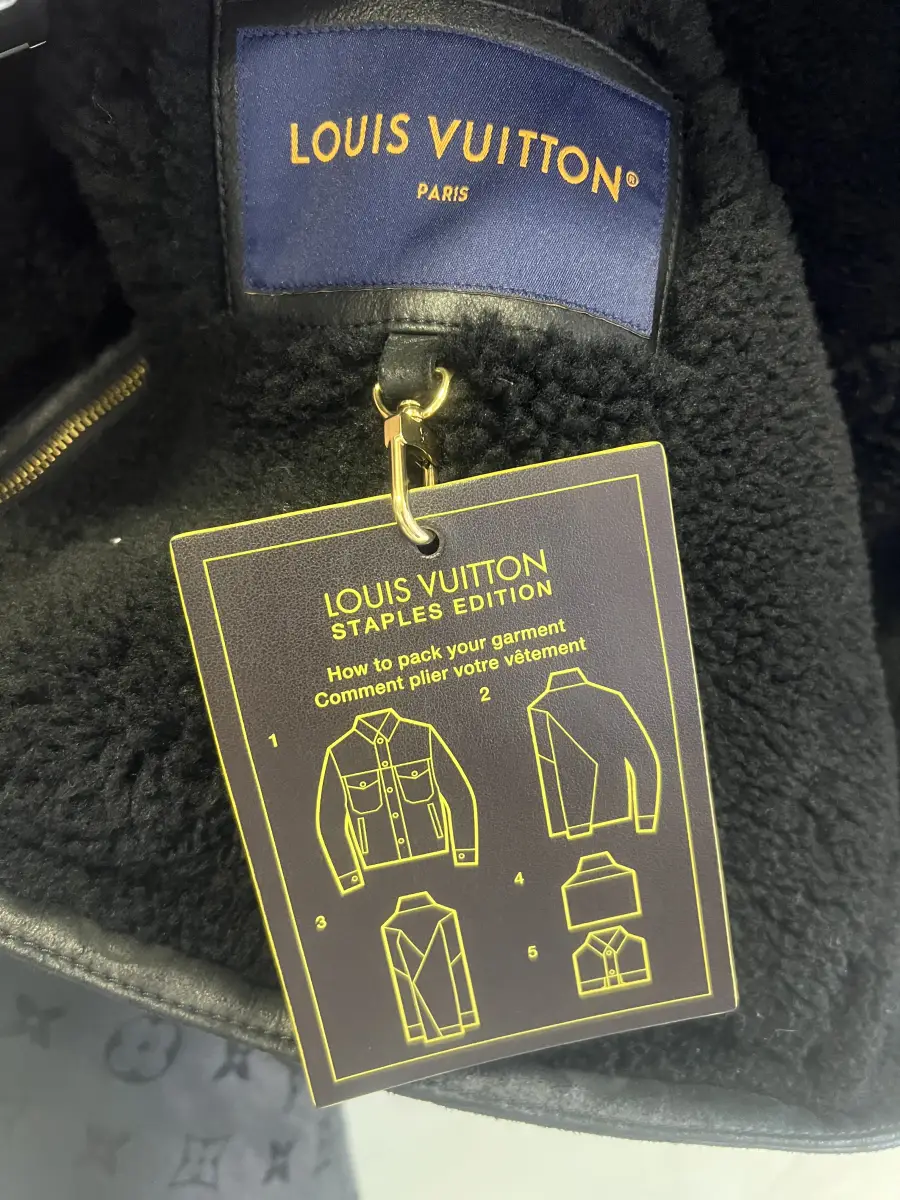 LOUIS VUITTON®
PARIS
LOUIS VUITTON
STAPLES EDITION
How to pack your garment
Comment plier votre vêtement
1
2
3
4
5